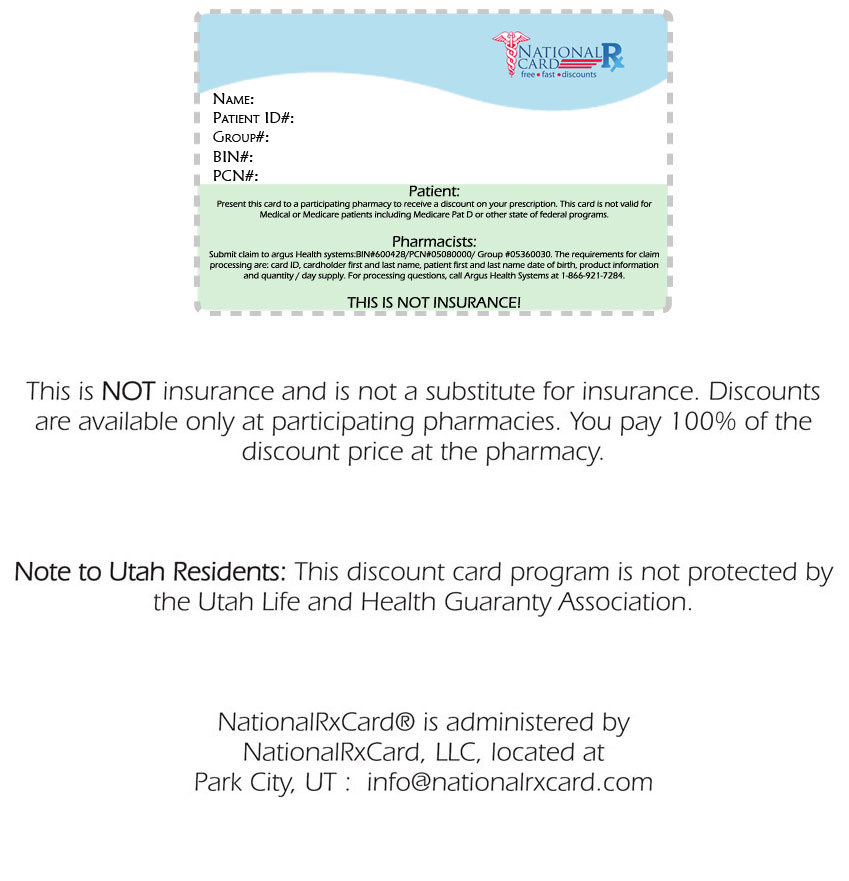 NATIONAL Rx
CARD
free • fast • discounts
NAME:
PATIENT ID#:
GROUP#:
BIN#:
PCN#:
Patient:
Present this card to a participating pharmacy to receive a discount on your prescription. This card is not valid for
Medical or Medicare patients including Medicare Pat D or other state of federal programs.
Pharmacists:
Submit claim to argus Health systems:BIN#600428/PCN#05080000/ Group #05360030. The requirements for claim
processing are: card ID, cardholder first and last name, patient first and last name date of birth, product information
and quantity / day supply. For processing questions, call Argus Health Systems at 1-866-921-7284.
THIS IS NOT INSURANCE!
This is NOT insurance and is not a substitute for insurance. Discounts
are available only at participating pharmacies. You pay 100% of the
discount price at the pharmacy.
Note to Utah Residents: This discount card program is not protected by
the Utah Life and Health Guaranty Association.
NationalRxCard® is administered by
NationalRxCard, LLC, located at
Park City, UT :  info@nationalrxcard.com